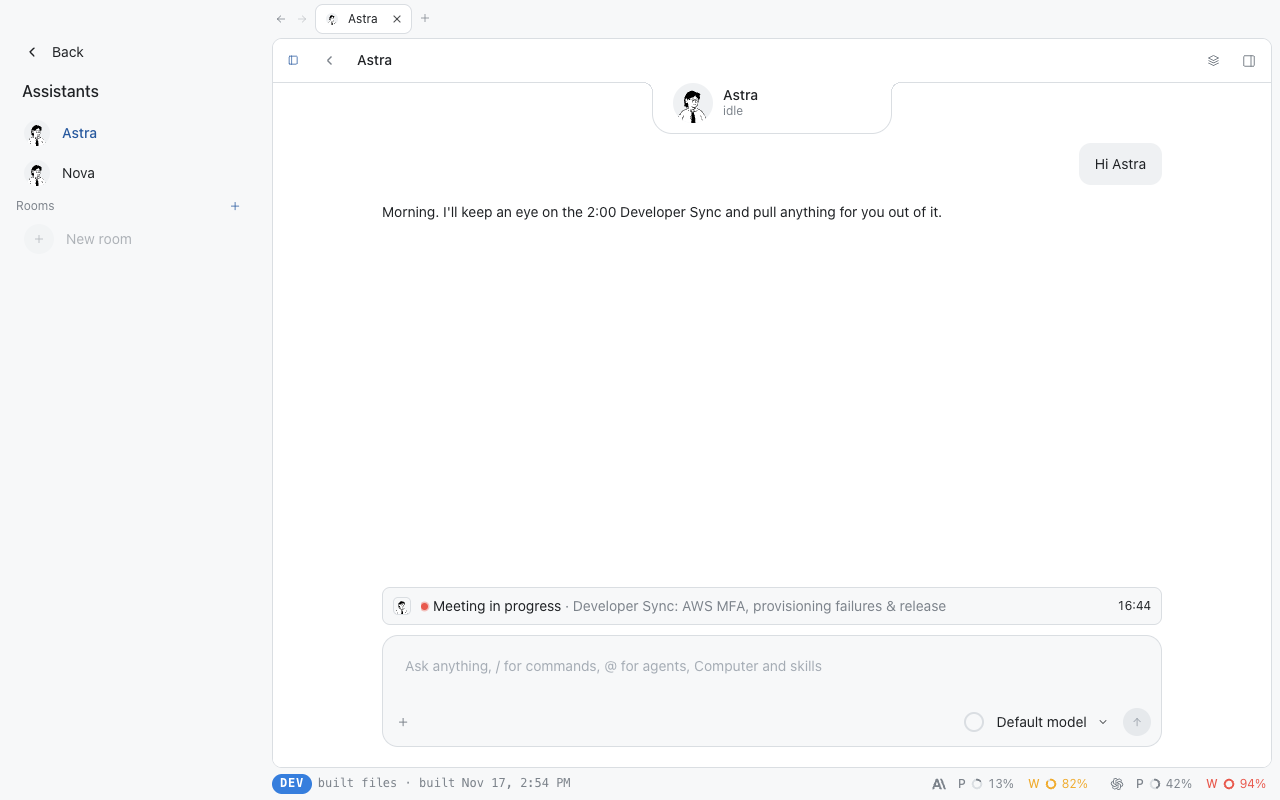 Astra
Back
Astra
Assistants
Astra
idle
Astra
Hi Astra
Nova
Rooms
Morning. I'll keep an eye on the 2:00 Developer Sync and pull anything for you out of it.
New room
Meeting in progress · Developer Sync: AWS MFA, provisioning failures & release 16:44
Ask anything, / for commands, @ for agents, Computer and skills
Default model
DEV built files · built Nov 17, 2:54 PM P 13% W 82% P 42% W 94%